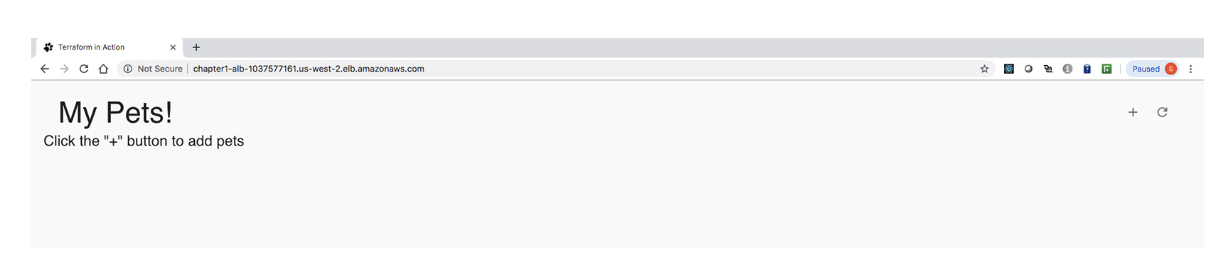 Terraform in Action
Not Secure chapter1-alb-1037577161.us-west-2.elb.amazonaws.com Paused S
My Pets!
Click the "+" button to add pets